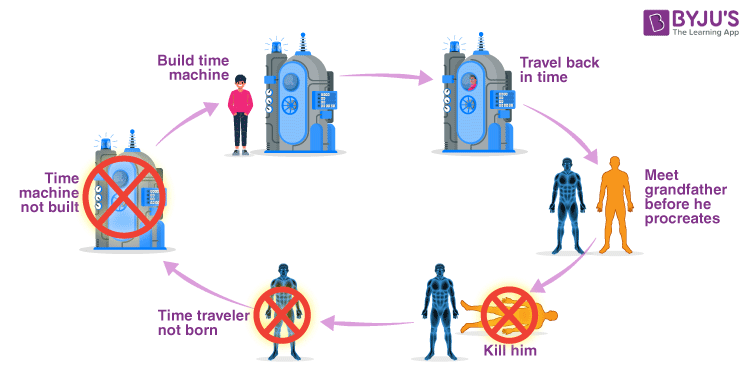 BYJU'S
The Learning App
Build time
machine
Travel back
in time
Meet
grandfather
before he
procreates
Kill him
Time traveler
not born
Time
machine
not built